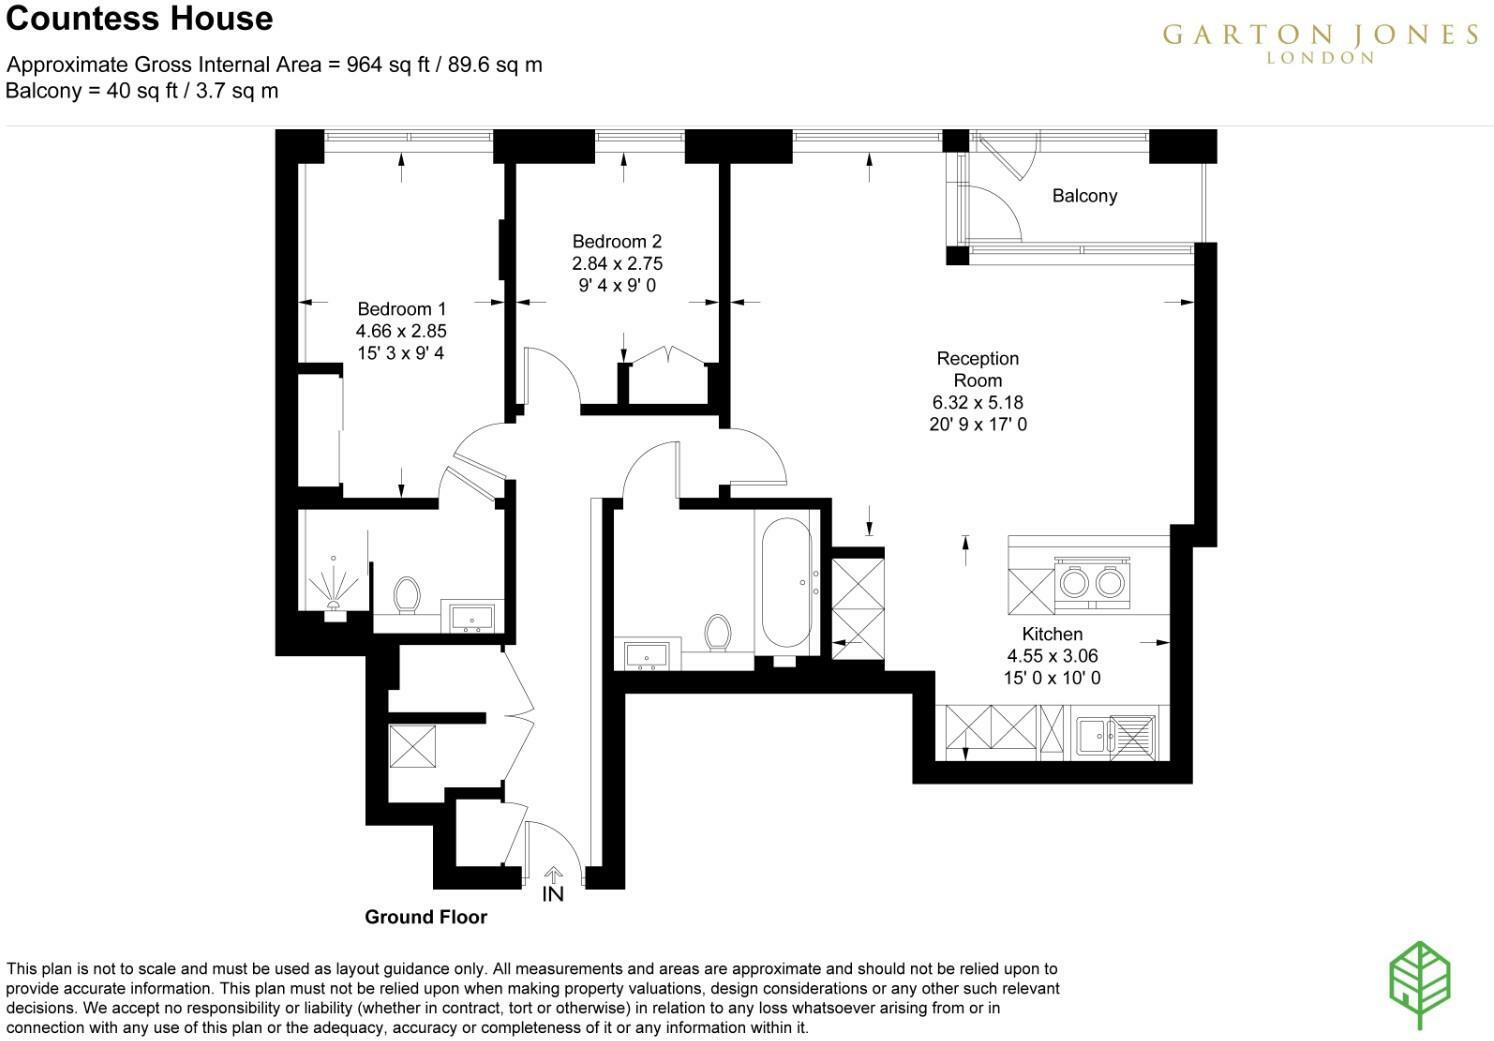 Countess House
Approximate Gross Internal Area = 964 sq ft / 89.6 sq m
Balcony = 40 sq ft / 3.7 sq m
GARTON JONES
LONDON
Balcony
Bedroom 2
2.84 x 2.75
9' 4 x 9' 0
Bedroom 1
4.66 x 2.85
15' 3 x 9' 4
Reception
Room
6.32 x 5.18
20' 9 x 17' 0
Kitchen
4.55 x 3.06
15' 0 x 10' 0
IN
Ground Floor
This plan is not to scale and must be used as layout guidance only. All measurements and areas are approximate and should not be relied upon to
provide accurate information. This plan must not be relied upon when making property valuations, design considerations or any other such relevant
decisions. We accept no responsibility or liability (whether in contract, tort or otherwise) in relation to any loss whatsoever arising from or in
connection with any use of this plan or the adequacy, accuracy or completeness of it or any information within it.